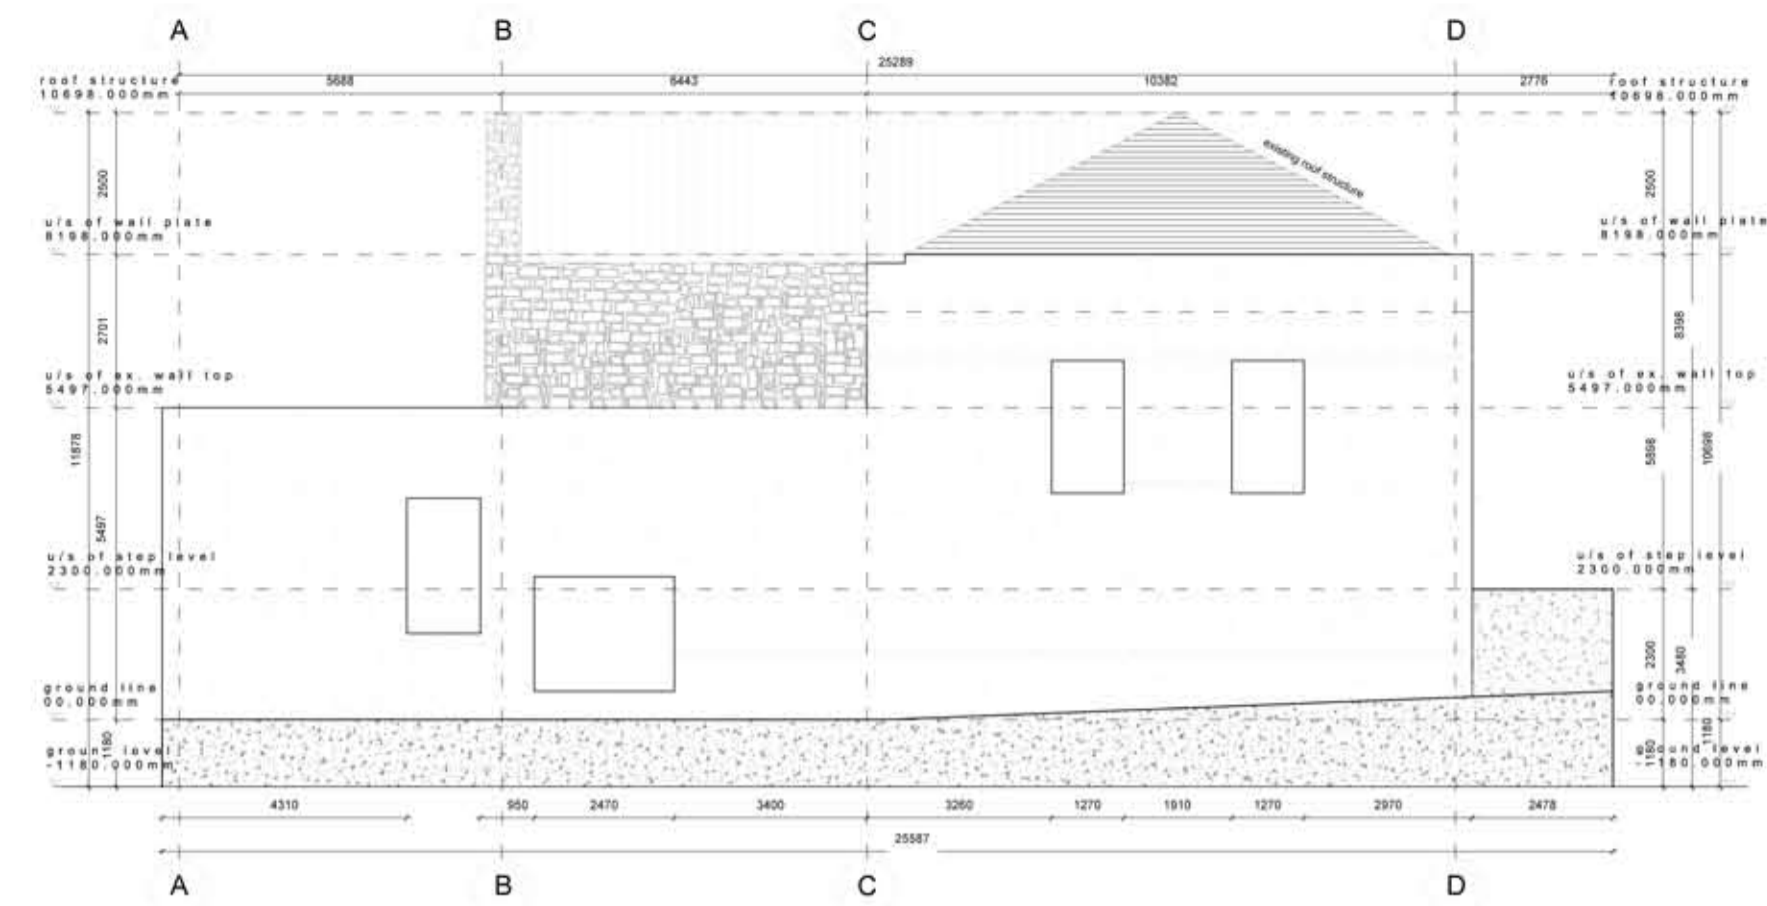 A B C D
25289
5688 6443 10382 2776
roof structure
10698.000mm
roof structure
10698.000mm
existing roof structure
2500
2500
u/s of wall plate
8198.000mm
u/s of wall plate
8198.000mm
2701
8398
u/s of ex. wall top
5497.000mm
u/s of ex. wall top
5497.000mm
11878
5497
5898
10698
u/s of step level
2300.000mm
u/s of step level
2300.000mm
2300
3480
ground line
00.000mm
ground line
00.000mm
1180
1180
1180
ground level
-1180.000mm
ground level
-1180.000mm
4310 950 2470 3400 3260 1270 1910 1270 2970 2478
25587
A B C D